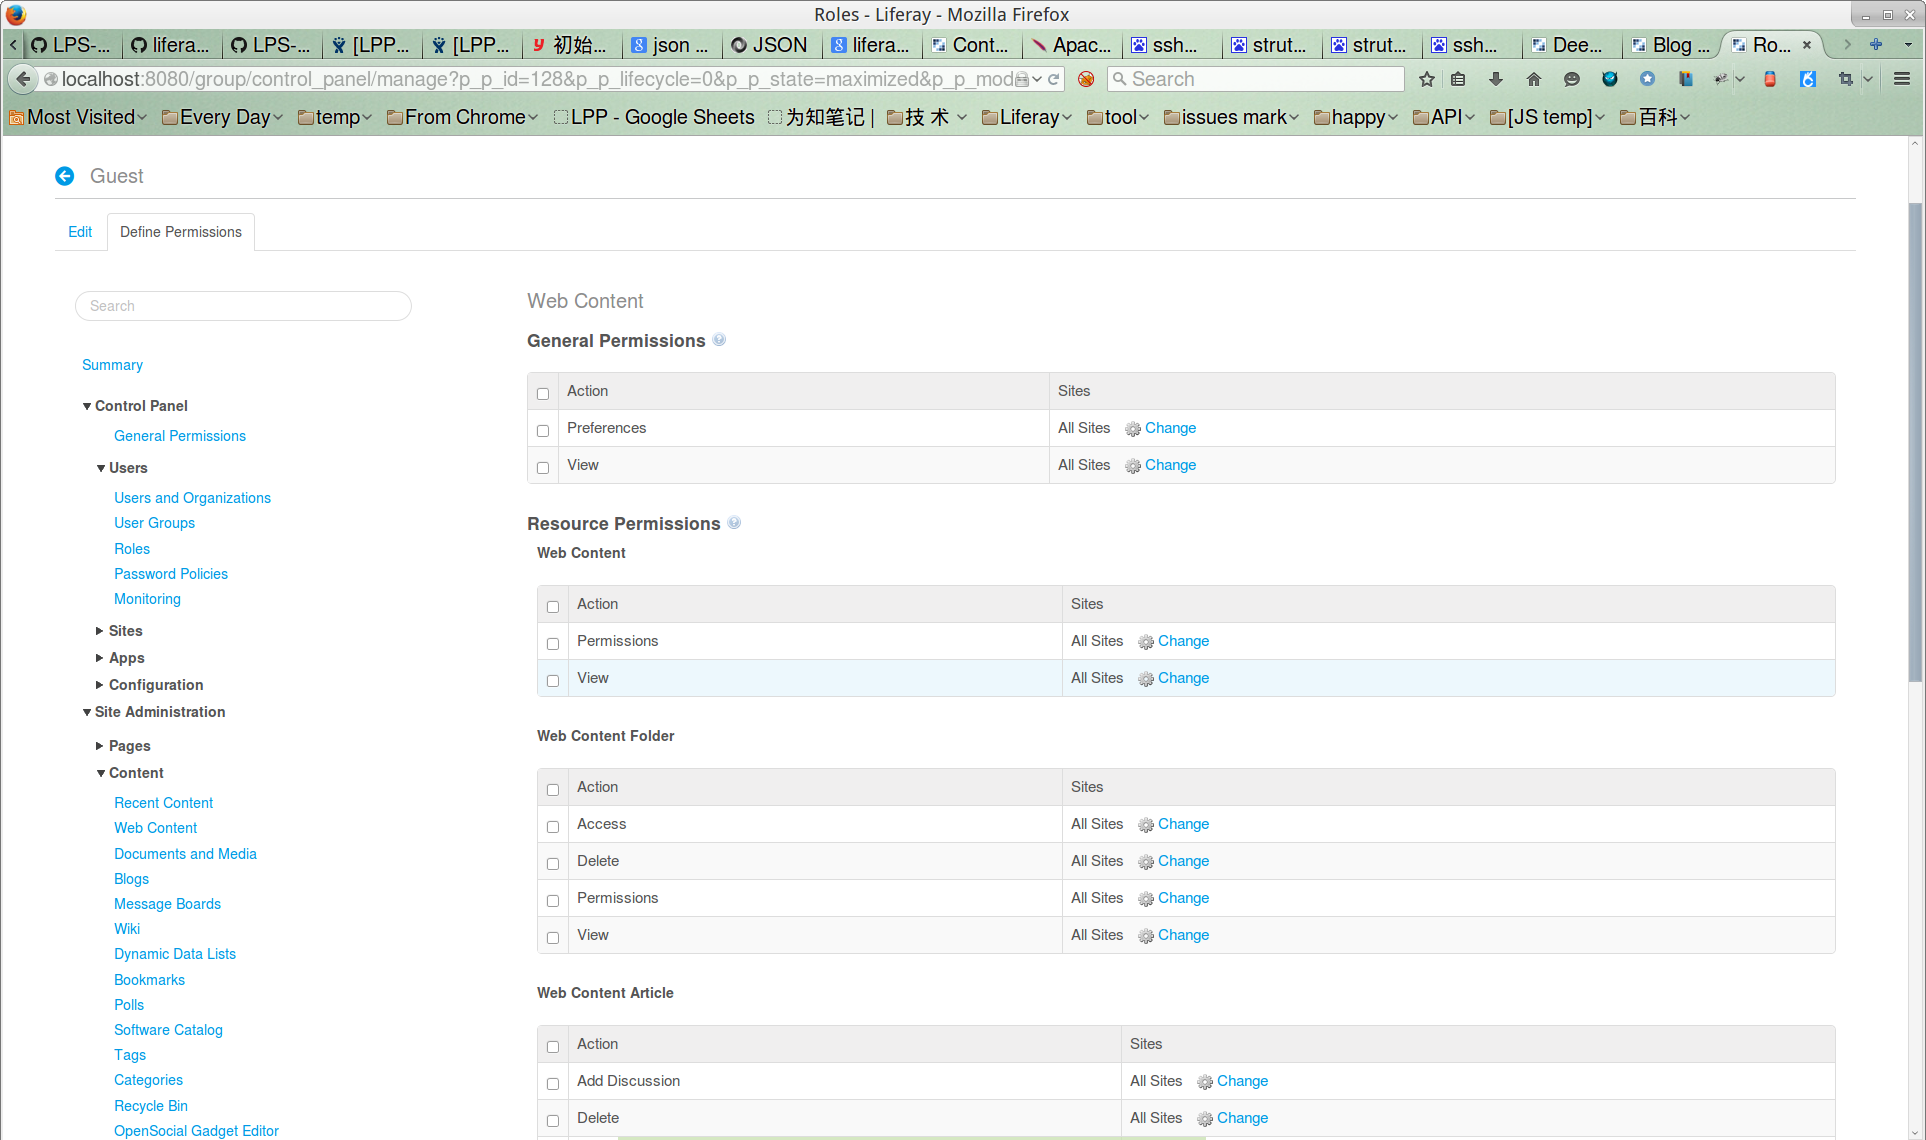 Roles - Liferay - Mozilla Firefox
LPS-... lifera... LPS-... [LPP... [LPP... 初始... json ... JSON lifera... Cont... Apac... ssh... strut... strut... ssh... Dee... Blog ... Ro...
localhost:8080/group/control_panel/manage?p_p_id=128&p_p_lifecycle=0&p_p_state=maximized&p_p_mod Search
Most Visited Every Day temp From Chrome LPP - Google Sheets 为知笔记 | 技 术 Liferay tool issues mark happy API [JS temp] 百科
Guest
Edit Define Permissions
Search
Summary
Control Panel
General Permissions
Users
Users and Organizations
User Groups
Roles
Password Policies
Monitoring
Sites
Apps
Configuration
Site Administration
Pages
Content
Recent Content
Web Content
Documents and Media
Blogs
Message Boards
Wiki
Dynamic Data Lists
Bookmarks
Polls
Software Catalog
Tags
Categories
Recycle Bin
OpenSocial Gadget Editor
Web Content
General Permissions
Action Sites
Preferences All Sites Change
View All Sites Change
Resource Permissions
Web Content
Action Sites
Permissions All Sites Change
View All Sites Change
Web Content Folder
Action Sites
Access All Sites Change
Delete All Sites Change
Permissions All Sites Change
View All Sites Change
Web Content Article
Action Sites
Add Discussion All Sites Change
Delete All Sites Change